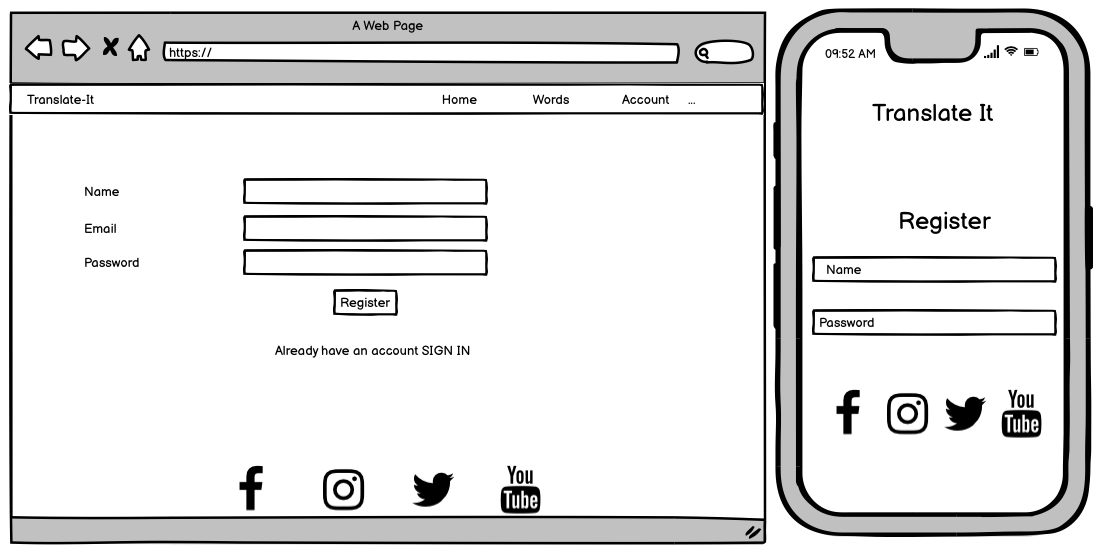 A Web Page
https://
Translate-It Home Words Account ...
Name
Email
Password
Register
Already have an account SIGN IN
You
Tube
09:52 AM
Translate It
Register
Name
Password
You
Tube